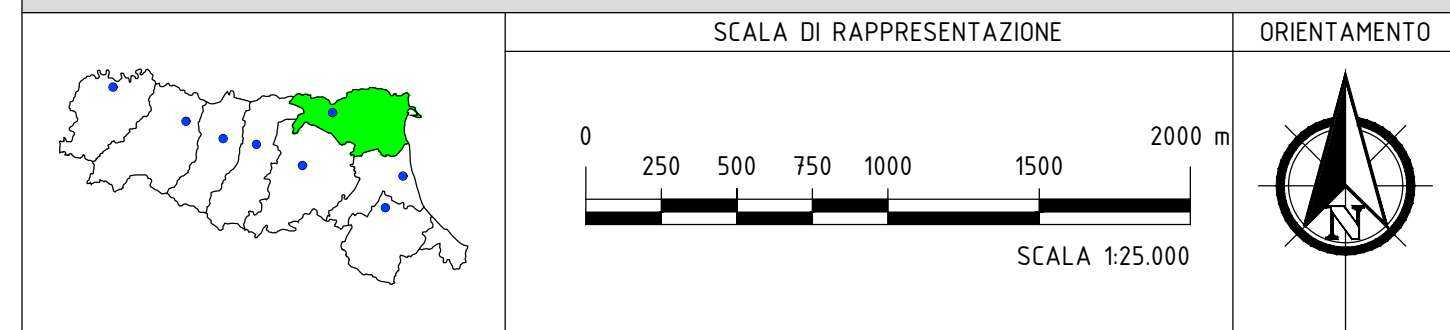 SCALA DI RAPPRESENTAZIONE
ORIENTAMENTO
0
2000 m
250 500 750 1000 1500
SCALA 1:25.000
N